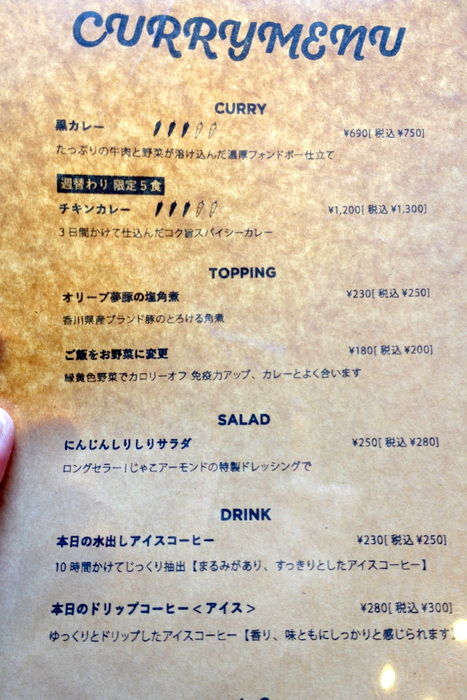 CURRYMENU
CURRY
黒カレー ¥690[ 税込 ¥750]
たっぷりの牛肉と野菜が溶け込んだ濃厚フォンドボー仕立て
週替わり 限定5食
チキンカレー ¥1,200[ 税込 ¥1,300]
3日間かけて仕込んだコク旨スパイシーカレー
TOPPING
オリーブ夢豚の塩角煮 ¥230[ 税込 ¥250]
香川県産ブランド豚のとろける角煮
ご飯をお野菜に変更 ¥180[ 税込 ¥200]
緑黄色野菜でカロリーオフ 免疫力アップ、カレーとよく合います
SALAD
にんじんしりしりサラダ ¥250[ 税込 ¥280]
ロングセラー!じゃこアーモンドの特製ドレッシングで
DRINK
本日の水出しアイスコーヒー ¥230[ 税込 ¥250]
10時間かけてじっくり抽出【まるみがあり、すっきりとしたアイスコーヒー】
本日のドリップコーヒー<アイス> ¥280[ 税込 ¥300]
ゆっくりとドリップしたアイスコーヒー【香り、味ともにしっかりと感じられます】